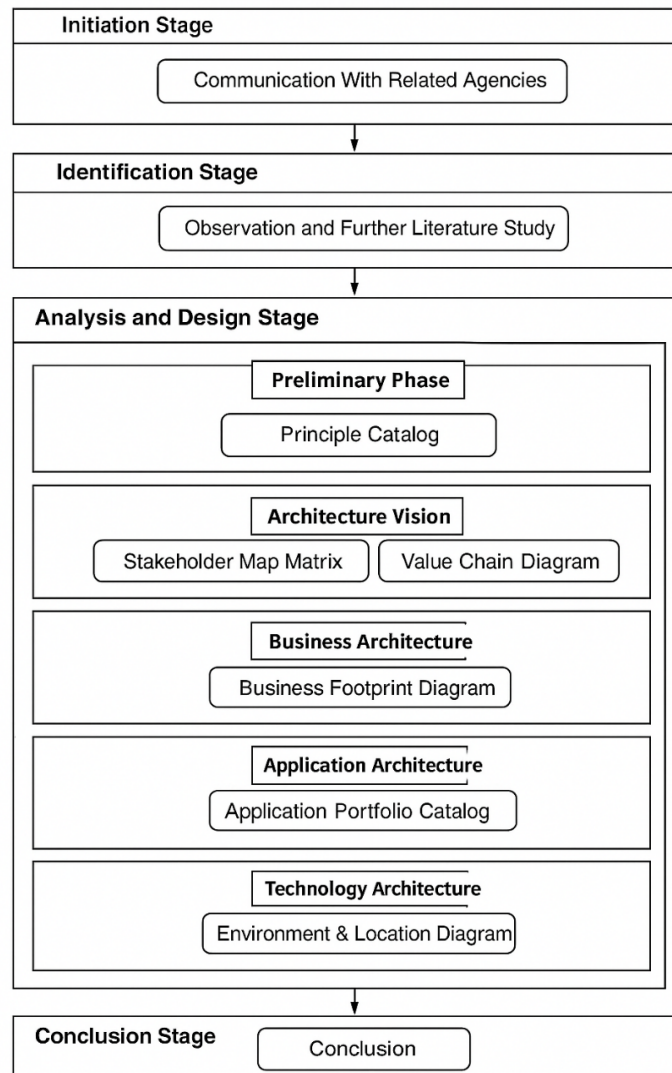 Initiation Stage
Communication With Related Agencies
Identification Stage
Observation and Further Literature Study
Analysis and Design Stage
Preliminary Phase
Principle Catalog
Architecture Vision
Stakeholder Map Matrix
Value Chain Diagram
Business Architecture
Business Footprint Diagram
Application Architecture
Application Portfolio Catalog
Technology Architecture
Environment & Location Diagram
Conclusion Stage
Conclusion